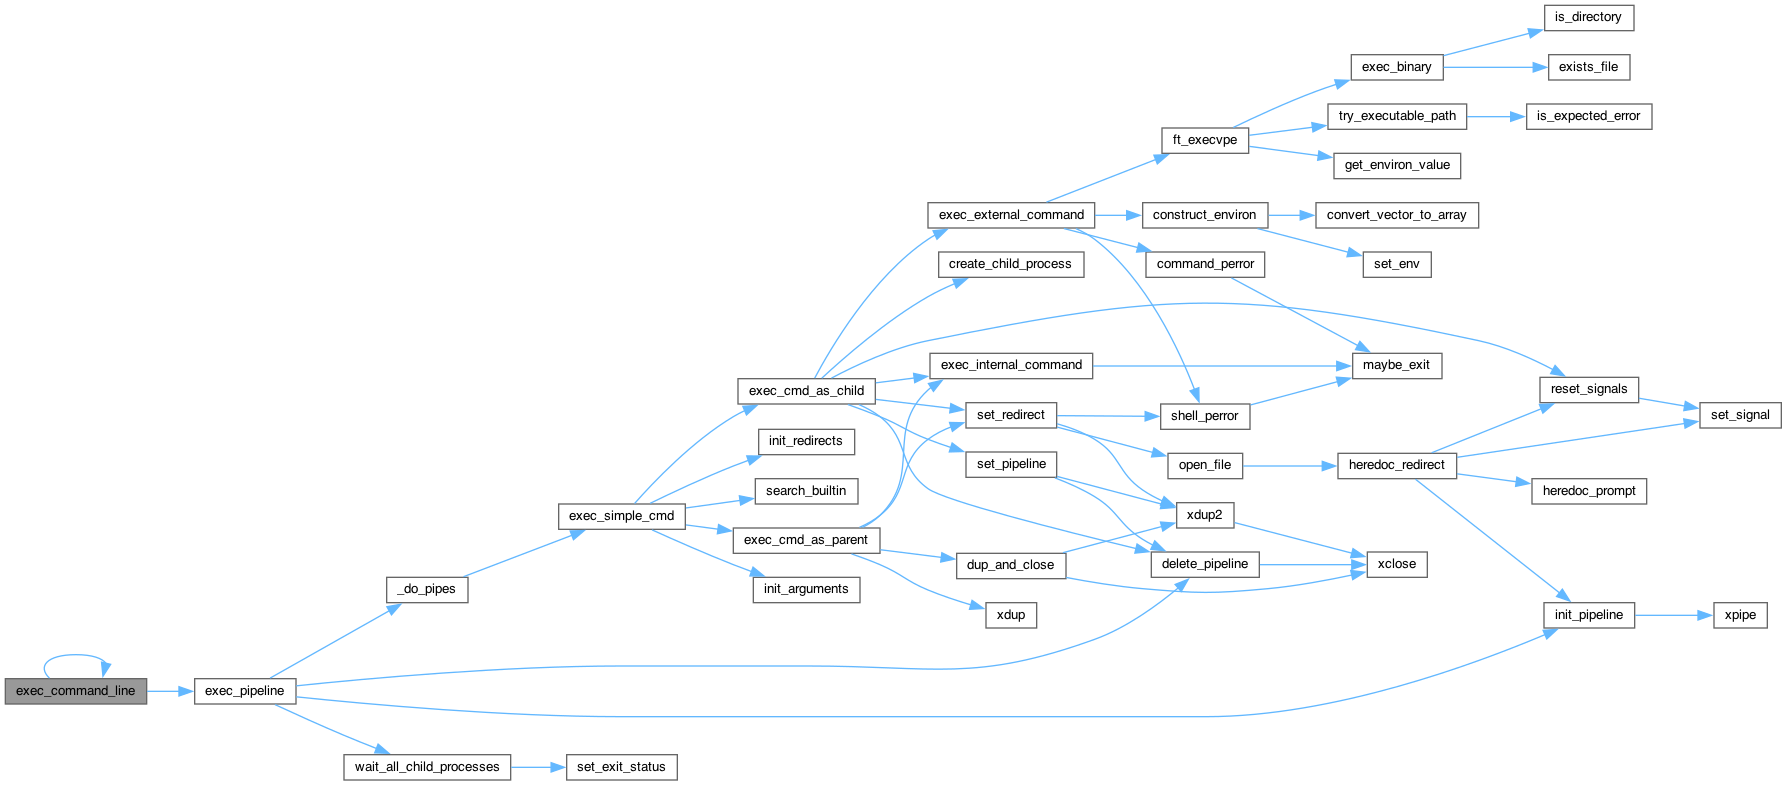 is_directory
exec_binary
exists_file
try_executable_path
is_expected_error
ft_execvpe
get_environ_value
exec_external_command
construct_environ
convert_vector_to_array
create_child_process
command_perror
set_env
exec_internal_command
maybe_exit
exec_cmd_as_child
reset_signals
set_redirect
shell_perror
set_signal
init_redirects
set_pipeline
open_file
heredoc_redirect
search_builtin
heredoc_prompt
exec_simple_cmd
xdup2
exec_cmd_as_parent
dup_and_close
delete_pipeline
xclose
_do_pipes
init_arguments
xdup
init_pipeline
xpipe
exec_command_line
exec_pipeline
wait_all_child_processes
set_exit_status